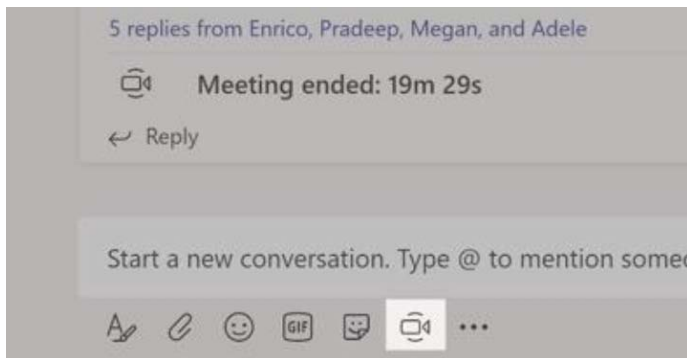 5 replies from Enrico, Pradeep, Megan, and Adele
Meeting ended: 19m 29s
Reply
Start a new conversation. Type @ to mention someo
GIF